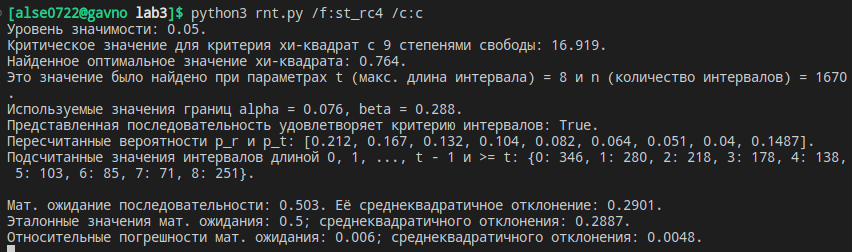 [alse0722@gavno lab3]$ python3 rnt.py /f:st_rc4 /c:c
Уровень значимости: 0.05.
Критическое значение для критерия хи-квадрат с 9 степенями свободы: 16.919.
Найденное оптимальное значение хи-квадрата: 0.764.
Это значение было найдено при параметрах t (макс. длина интервала) = 8 и n (количество интервалов) = 1670
.
Используемые значения границ alpha = 0.076, beta = 0.288.
Представленная последовательность удовлетворяет критерию интервалов: True.
Пересчитанные вероятности p_r и p_t: [0.212, 0.167, 0.132, 0.104, 0.082, 0.064, 0.051, 0.04, 0.1487].
Подсчитанные значения интервалов длиной 0, 1, ..., t - 1 и >= t: {0: 346, 1: 280, 2: 218, 3: 178, 4: 138,
5: 103, 6: 85, 7: 71, 8: 251}.
Мат. ожидание последовательности: 0.503. Её среднеквадратичное отклонение: 0.2901.
Эталонные значения мат. ожидания: 0.5; среднеквадратичного отклонения: 0.2887.
Относительные погрешности мат. ожидания: 0.006; среднеквадратичного отклонения: 0.0048.